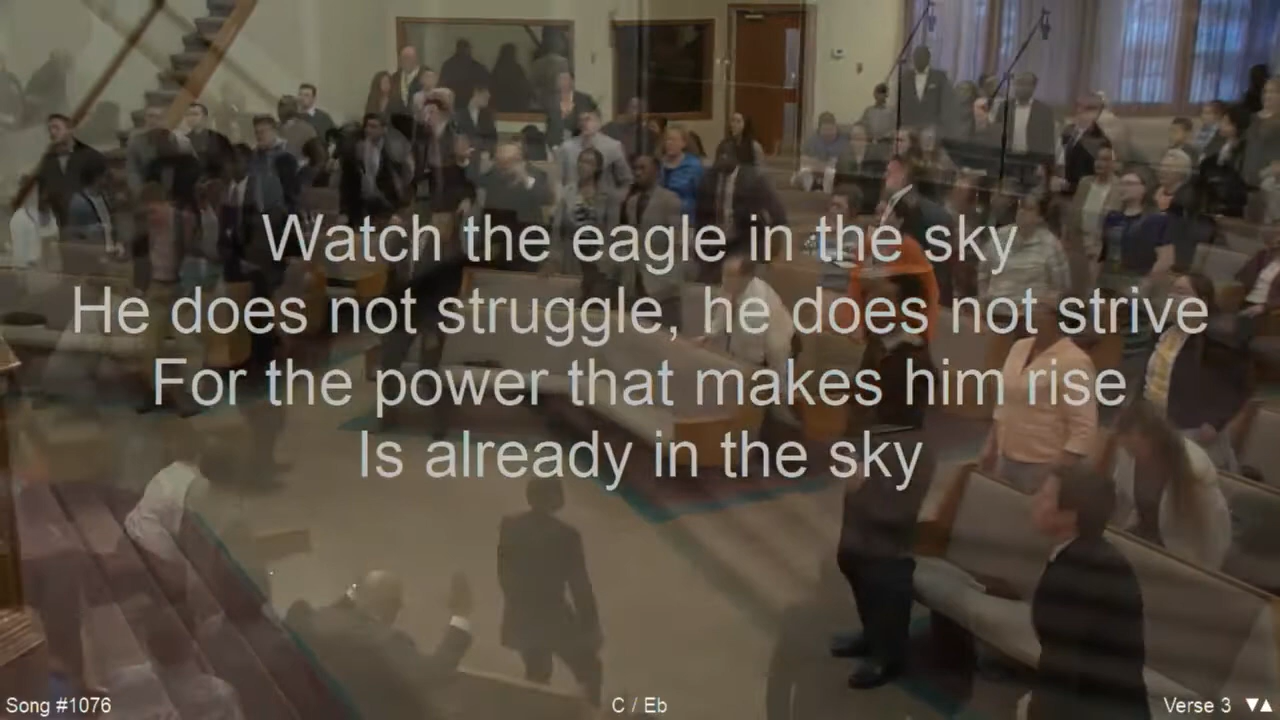 Watch the eagle in the sky
He does not struggle, he does not strive
For the power that makes him rise
Is already in the sky
Song #1076
C / Eb
Verse 3 ▼▲